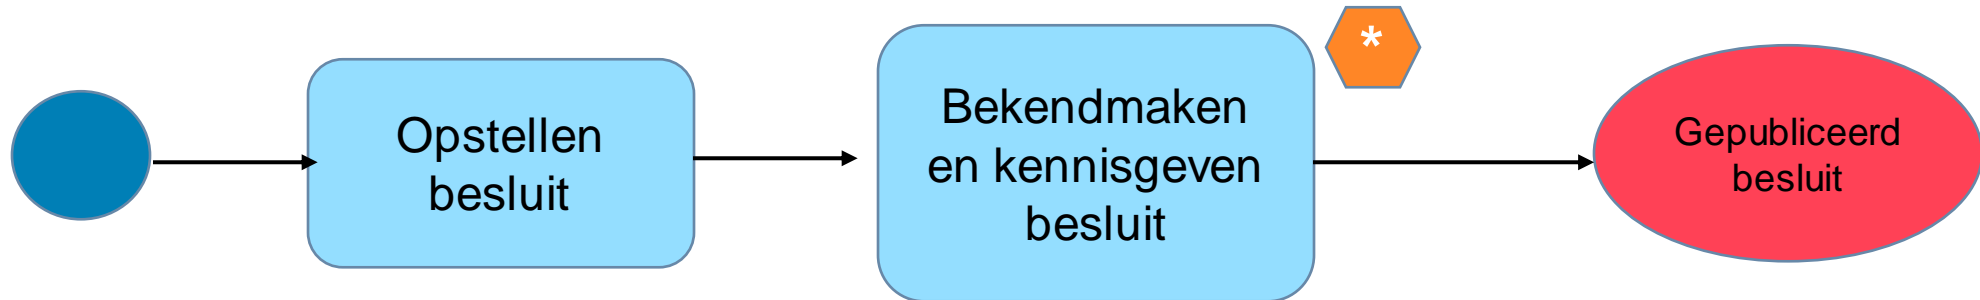 Opstellen
besluit
Bekendmaken
en kennisgeven
besluit
*
Gepubliceerd
besluit